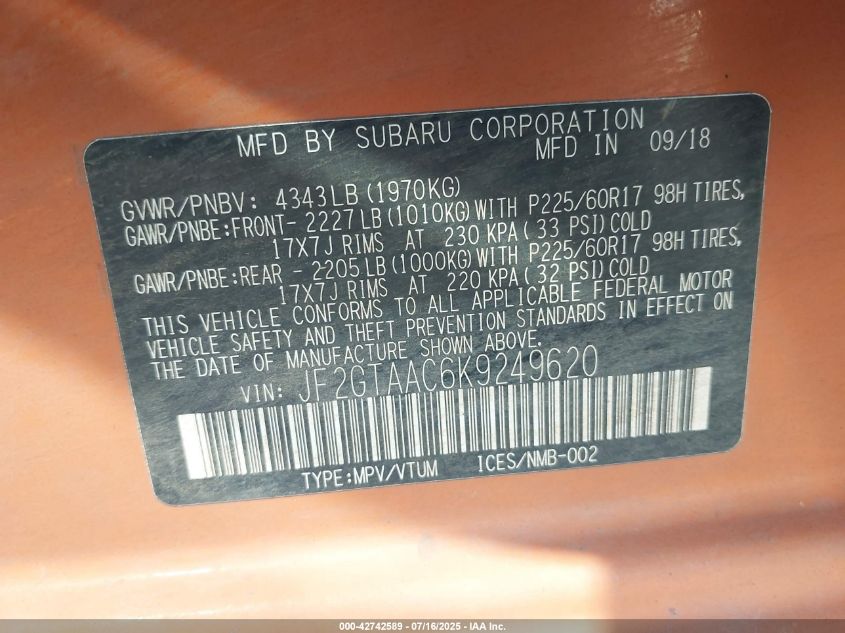 MFD BY SUBARU CORPORATION
MFD IN 09/18
GVWR/PNBV: 4343LB(1970KG)
GAWR/PNBE:FRONT- 2227LB(1010KG)WITH P225/60R17 98H TIRES,
17X7J RIMS AT 230 KPA( 33 PSI)COLD
GAWR/PNBE:REAR - 2205LB(1000KG)WITH P225/60R17 98H TIRES,
17X7J RIMS AT 220 KPA( 32 PSI)COLD
THIS VEHICLE CONFORMS TO ALL APPLICABLE FEDERAL MOTOR
VEHICLE SAFETY AND THEFT PREVENTION STANDARDS IN EFFECT ON
THE DATE OF MANUFACTURE SHOWN ABOVE.
VIN: JF2GTAAC6K9249620
TYPE:MPV/VTUM ICES/NMB-002
000-42742589 - 07/16/2025 - IAA Inc.